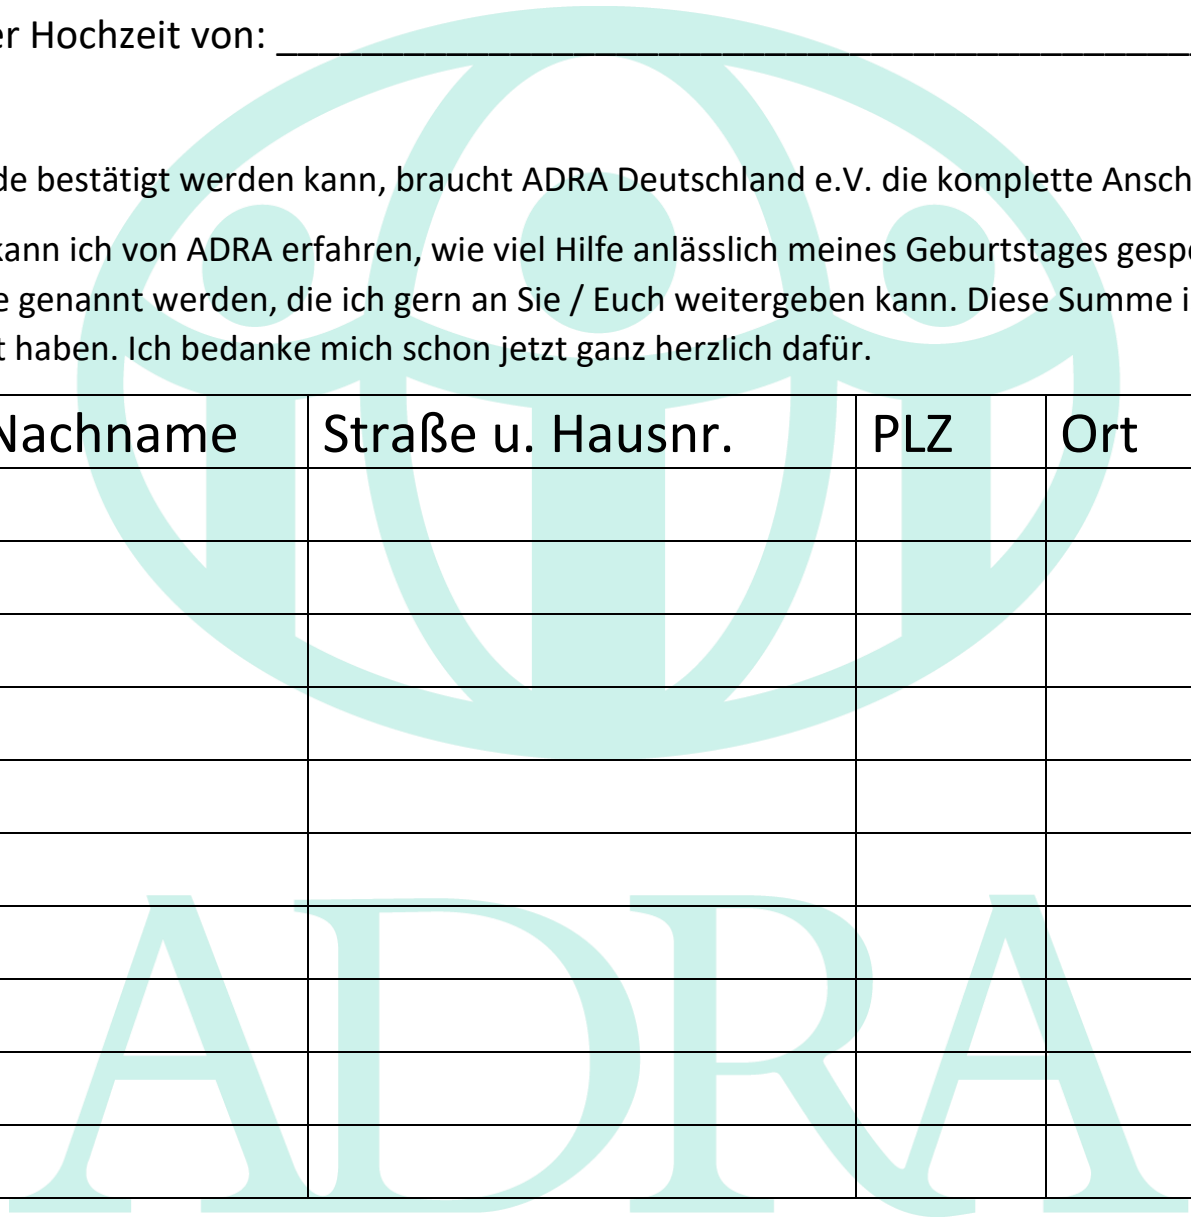 er Hochzeit von: ___________________________________________
de bestätigt werden kann, braucht ADRA Deutschland e.V. die komplette Ansch
kann ich von ADRA erfahren, wie viel Hilfe anlässlich meines Geburtstages gesp
e genannt werden, die ich gern an Sie / Euch weitergeben kann. Diese Summe i
t haben. Ich bedanke mich schon jetzt ganz herzlich dafür.
Nachname Straße u. Hausnr. PLZ Ort
ADRA